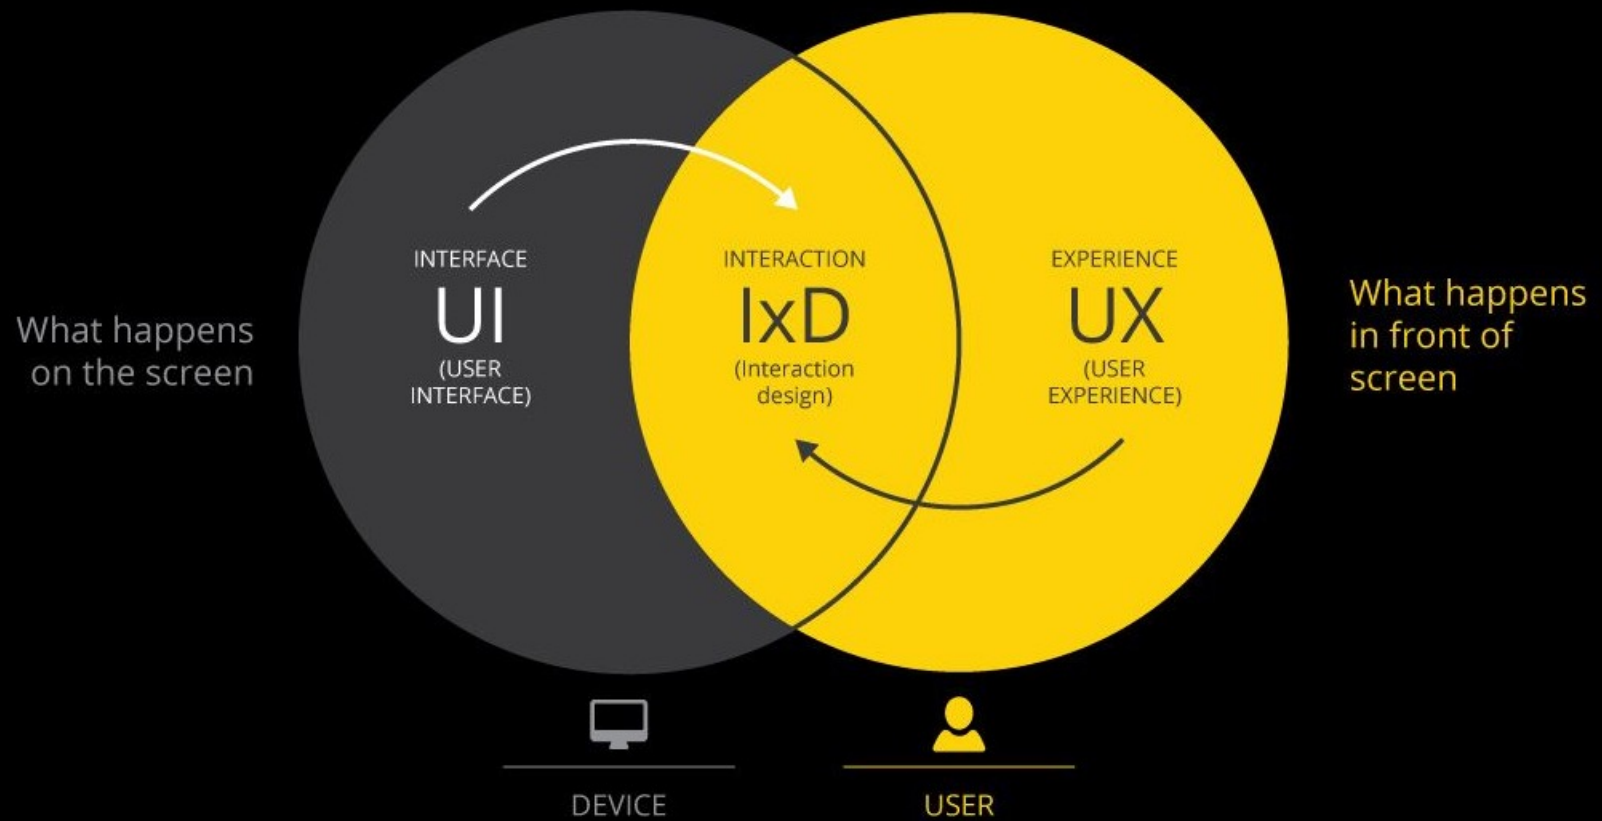 What happens
on the screen
INTERFACE
UI
(USER
INTERFACE)
INTERACTION
IxD
(Interaction
design)
EXPERIENCE
UX
(USER
EXPERIENCE)
What happens
in front of
screen
DEVICE
USER